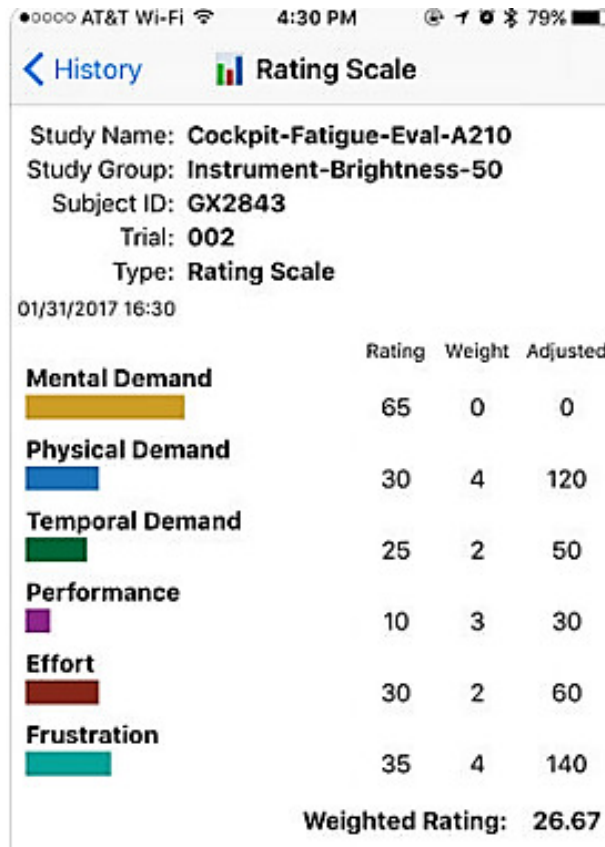 AT&T Wi-Fi 4:30 PM 79%
History Rating Scale
Study Name: Cockpit-Fatigue-Eval-A210
Study Group: Instrument-Brightness-50
Subject ID: GX2843
Trial: 002
Type: Rating Scale
01/31/2017 16:30
Rating Weight Adjusted
Mental Demand
65 0 0
Physical Demand
30 4 120
Temporal Demand
25 2 50
Performance
10 3 30
Effort
30 2 60
Frustration
35 4 140
Weighted Rating: 26.67